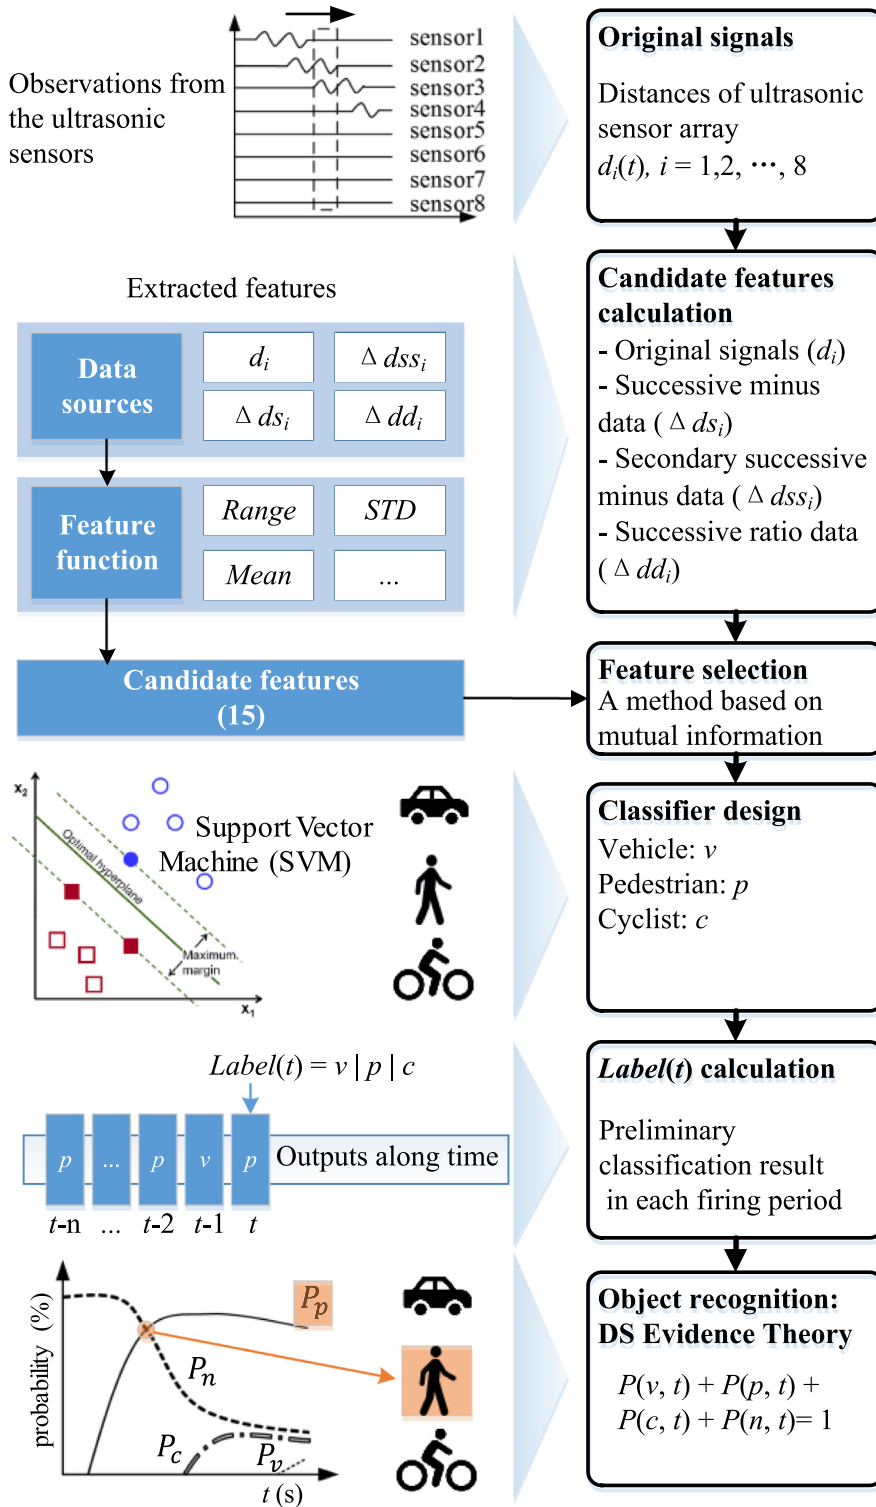 Observations from
the ultrasonic
sensors
sensor1
sensor2
sensor3
sensor4
sensor5
sensor6
sensor7
sensor8
Original signals
Distances of ultrasonic
sensor array
dᵢ(t), i = 1,2, ⋯, 8
Extracted features
Data
sources
dᵢ
Δ dssᵢ
Δ dsᵢ
Δ ddᵢ
Feature
function
Range
STD
Mean
...
Candidate features
calculation
- Original signals (dᵢ)
- Successive minus
data ( Δ dsᵢ)
- Secondary successive
minus data ( Δ dssᵢ)
- Successive ratio data
( Δ ddᵢ)
Candidate features
(15)
Feature selection
A method based on
mutual information
x₂
Optimal hyperplane
Support Vector
Machine (SVM)
Maximum
margin
x₁
Classifier design
Vehicle: v
Pedestrian: p
Cyclist: c
Label(t) = v | p | c
p
...
p
v
p
Outputs along time
t-n
...
t-2
t-1
t
Label(t) calculation
Preliminary
classification result
in each firing period
probability (%)
Pₚ
Pₙ
P_c
Pᵥ
t (s)
Object recognition:
DS Evidence Theory
P(v, t) + P(p, t) +
P(c, t) + P(n, t)= 1